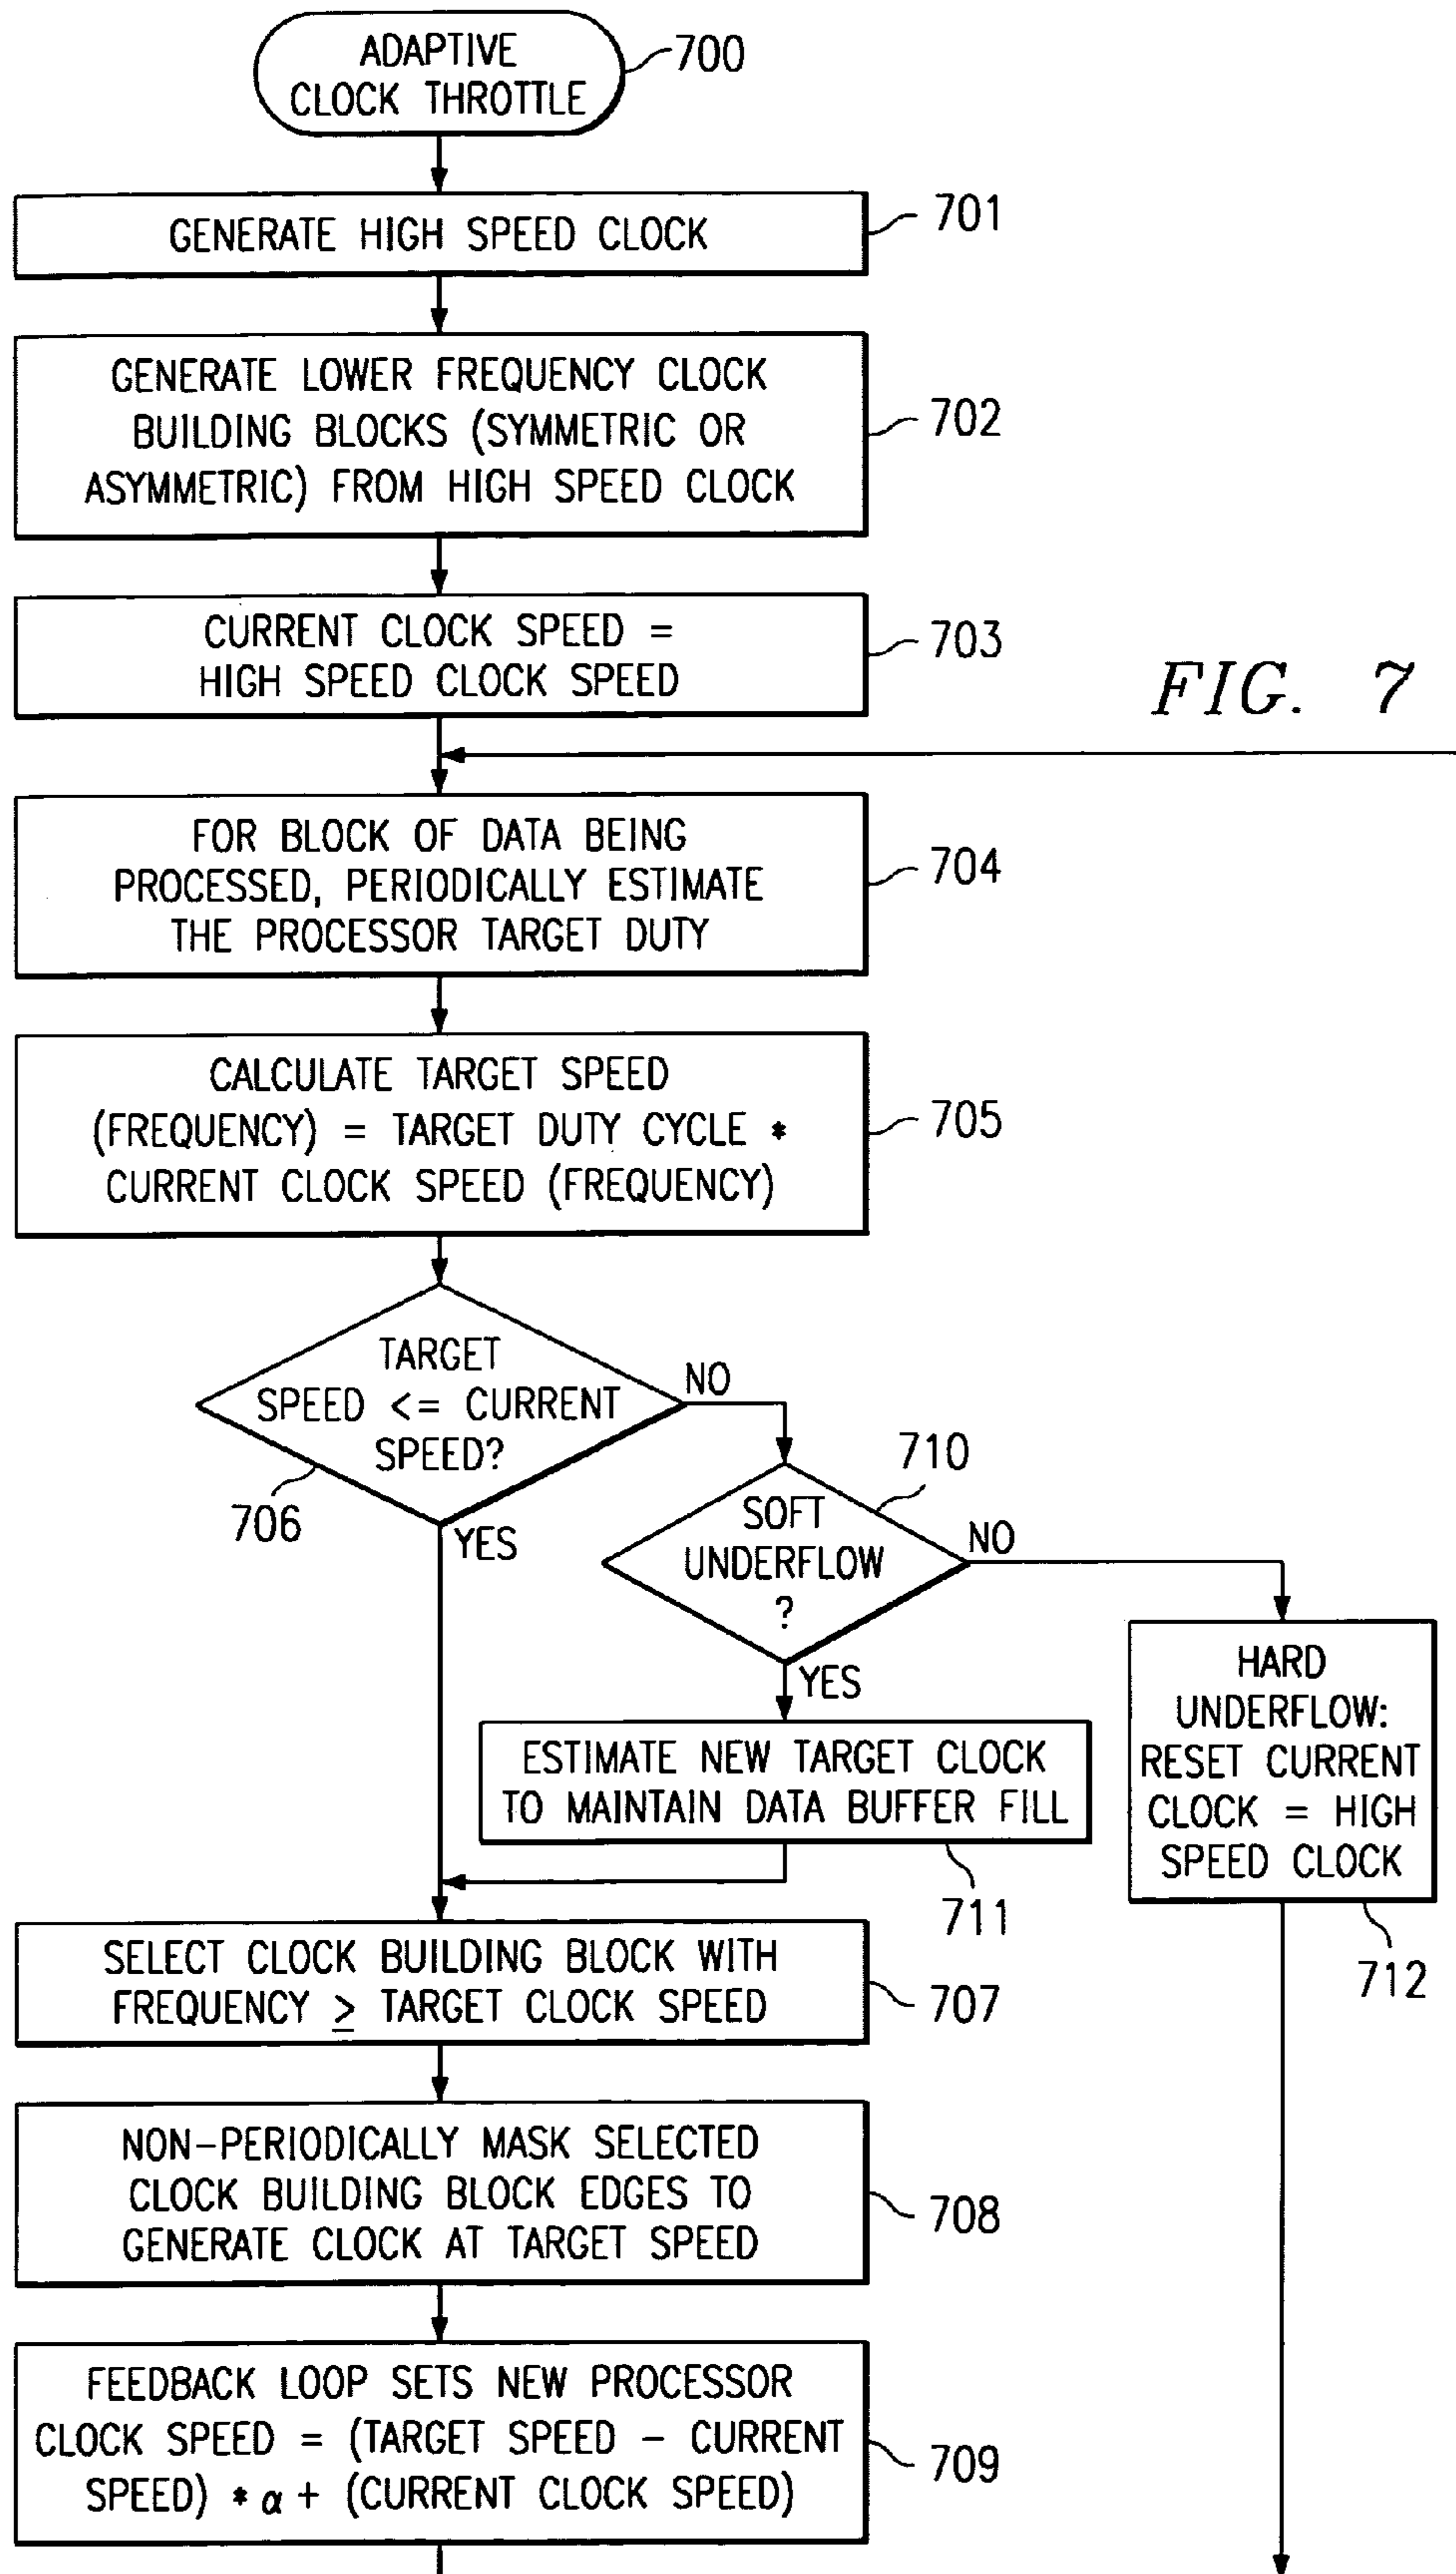 ADAPTIVE
CLOCK THROTTLE
700
GENERATE HIGH SPEED CLOCK
701
GENERATE LOWER FREQUENCY CLOCK
BUILDING BLOCKS (SYMMETRIC OR
ASYMMETRIC) FROM HIGH SPEED CLOCK
702
CURRENT CLOCK SPEED =
HIGH SPEED CLOCK SPEED
703
FIG. 7
FOR BLOCK OF DATA BEING
PROCESSED, PERIODICALLY ESTIMATE
THE PROCESSOR TARGET DUTY
704
CALCULATE TARGET SPEED
(FREQUENCY) = TARGET DUTY CYCLE *
CURRENT CLOCK SPEED (FREQUENCY)
705
TARGET
SPEED <= CURRENT
SPEED?
706
NO
YES
SOFT
UNDERFLOW
?
710
NO
YES
HARD
UNDERFLOW:
RESET CURRENT
CLOCK = HIGH
SPEED CLOCK
712
ESTIMATE NEW TARGET CLOCK
TO MAINTAIN DATA BUFFER FILL
711
SELECT CLOCK BUILDING BLOCK WITH
FREQUENCY ≥ TARGET CLOCK SPEED
707
NON-PERIODICALLY MASK SELECTED
CLOCK BUILDING BLOCK EDGES TO
GENERATE CLOCK AT TARGET SPEED
708
FEEDBACK LOOP SETS NEW PROCESSOR
CLOCK SPEED = (TARGET SPEED - CURRENT
SPEED) * α + (CURRENT CLOCK SPEED)
709